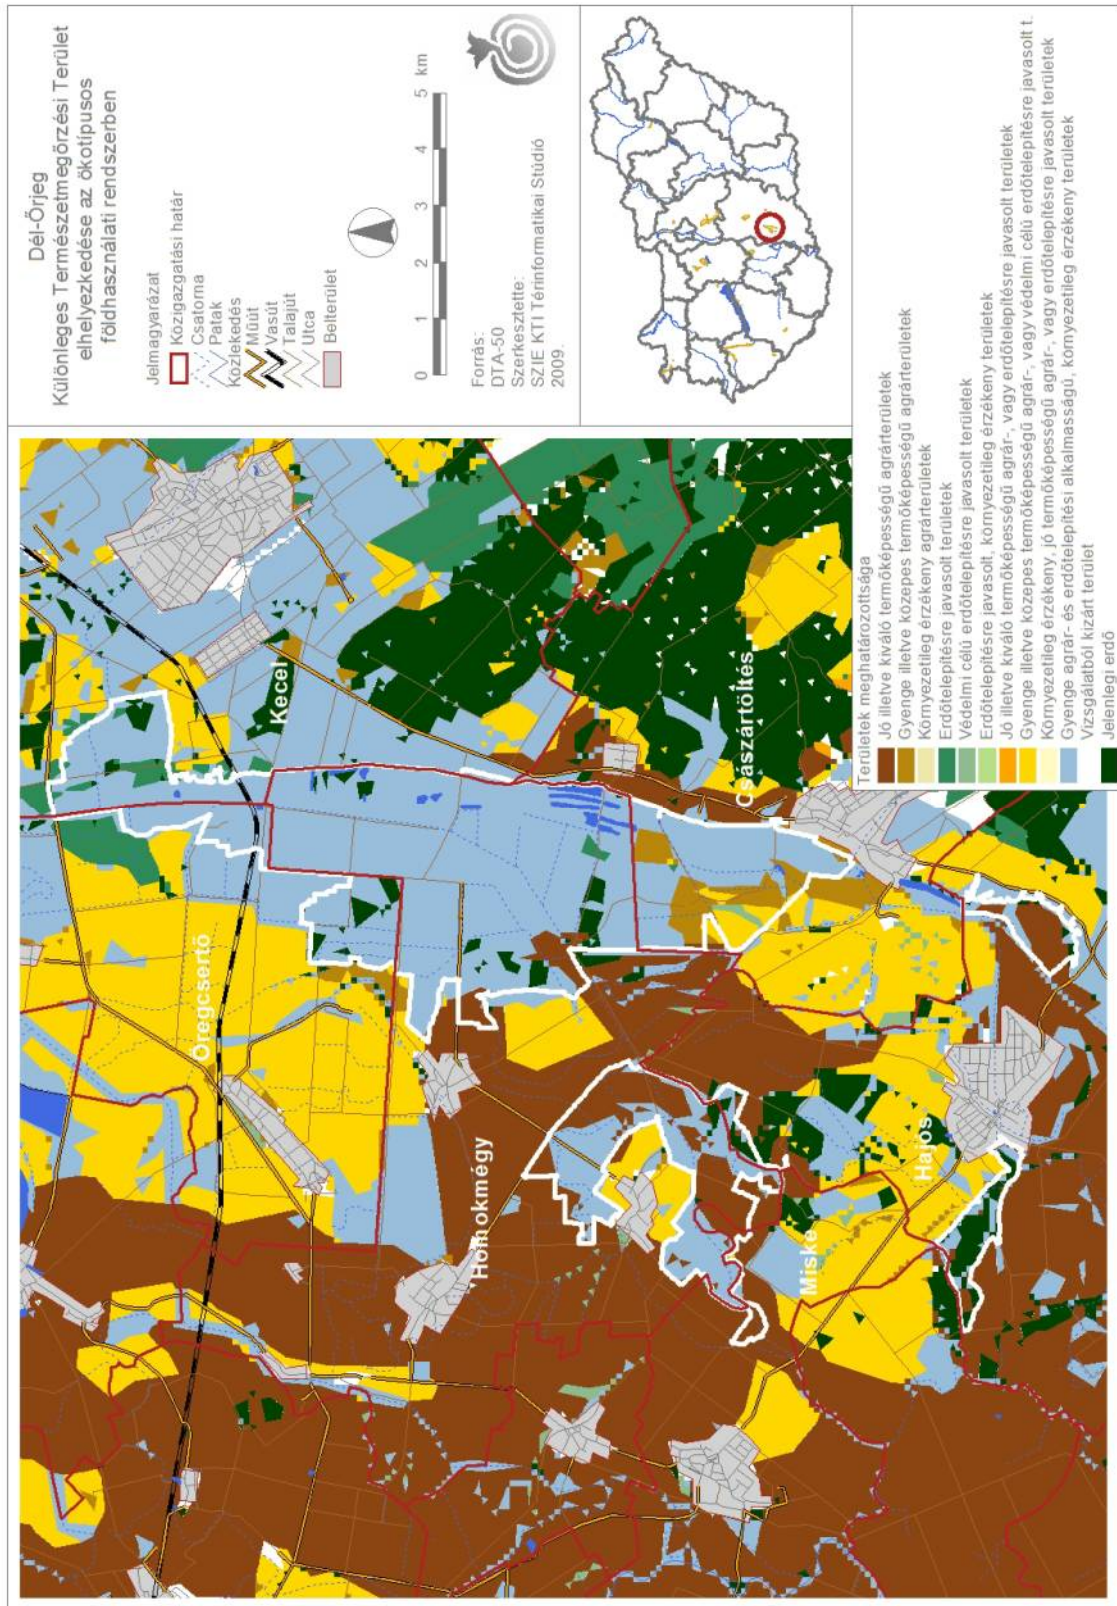 Dél-Őrjeg
Különleges Természetmegőrzési Terület
elhelyezkedése az ökotípusos
földhasználati rendszerben
Jelmagyarázat
Közigazgatási határ
Csatorna
Patak
Közlekedés
Műút
Vasút
Talajút
Utca
Belterület
0 1 2 3 4 5 km
Forrás:
DTA-50
Szerkesztette:
SZIE KTI Térinformatikai Stúdió
2009.
Területek meghatározottsága
Jó illetve kiváló termőképességű agrárterületek
Gyenge illetve közepes termőképességű agrárterületek
Környezetileg érzékeny agrárterületek
Erdőtelepítésre javasolt területek
Védelmi célú erdőtelepítésre javasolt területek
Erdőtelepítésre javasolt, környezetileg érzékeny területek
Jó illetve kiváló termőképességű agrár-, vagy erdőtelepítésre javasolt területek
Gyenge illetve közepes termőképességű agrár-, vagy védelmi célú erdőtelepítésre javasolt t.
Környezetileg érzékeny, jó termőképességű agrár-, vagy erdőtelepítésre javasolt területek
Gyenge agrár- és erdőtelepítési alkalmasságú, környezetileg érzékeny területek
Vizsgálatból kizárt terület
Jelenlegi erdő
Kecel
Öregcsertő
Császártöltés
Homokmégy
Miske
Hajós